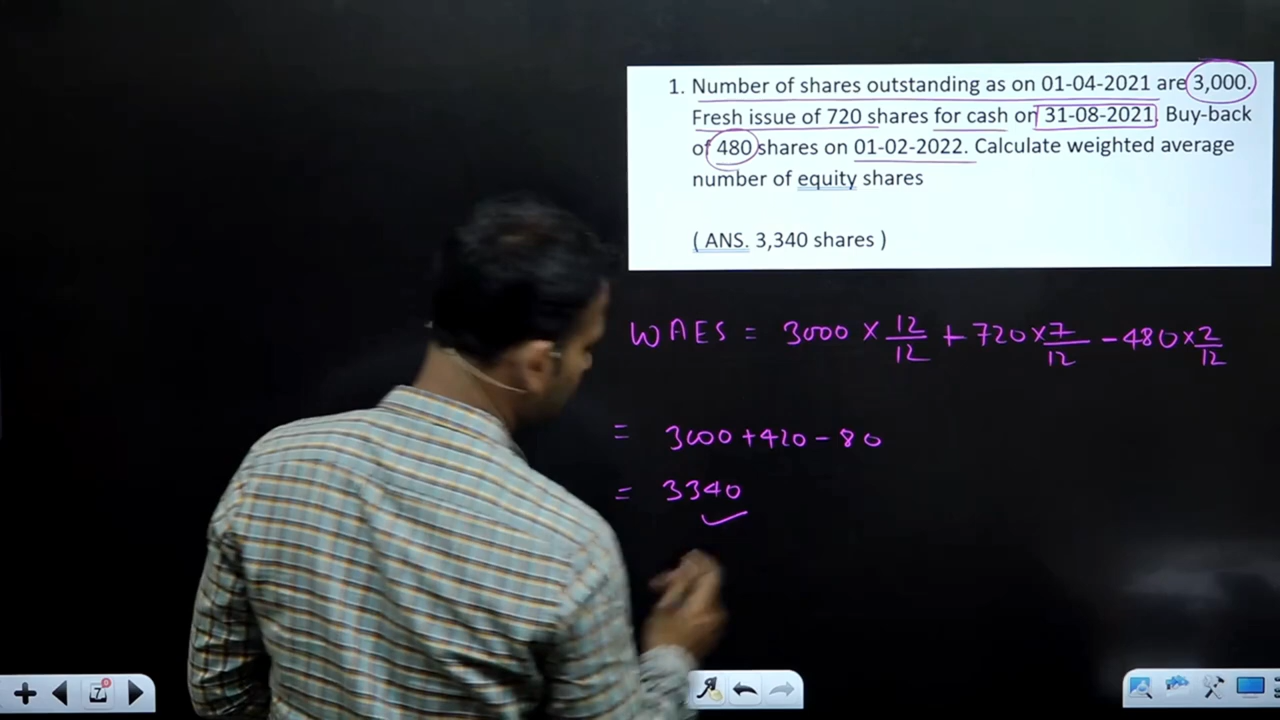 1. Number of shares outstanding as on 01-04-2021 are 3,000.
Fresh issue of 720 shares for cash on 31-08-2021. Buy-back
of 480 shares on 01-02-2022. Calculate weighted average
number of equity shares
( ANS. 3,340 shares )
WAES = 3000 × 12/12 + 720 × 7/12 - 480 × 2/12
= 3000 + 420 - 80
= 3340